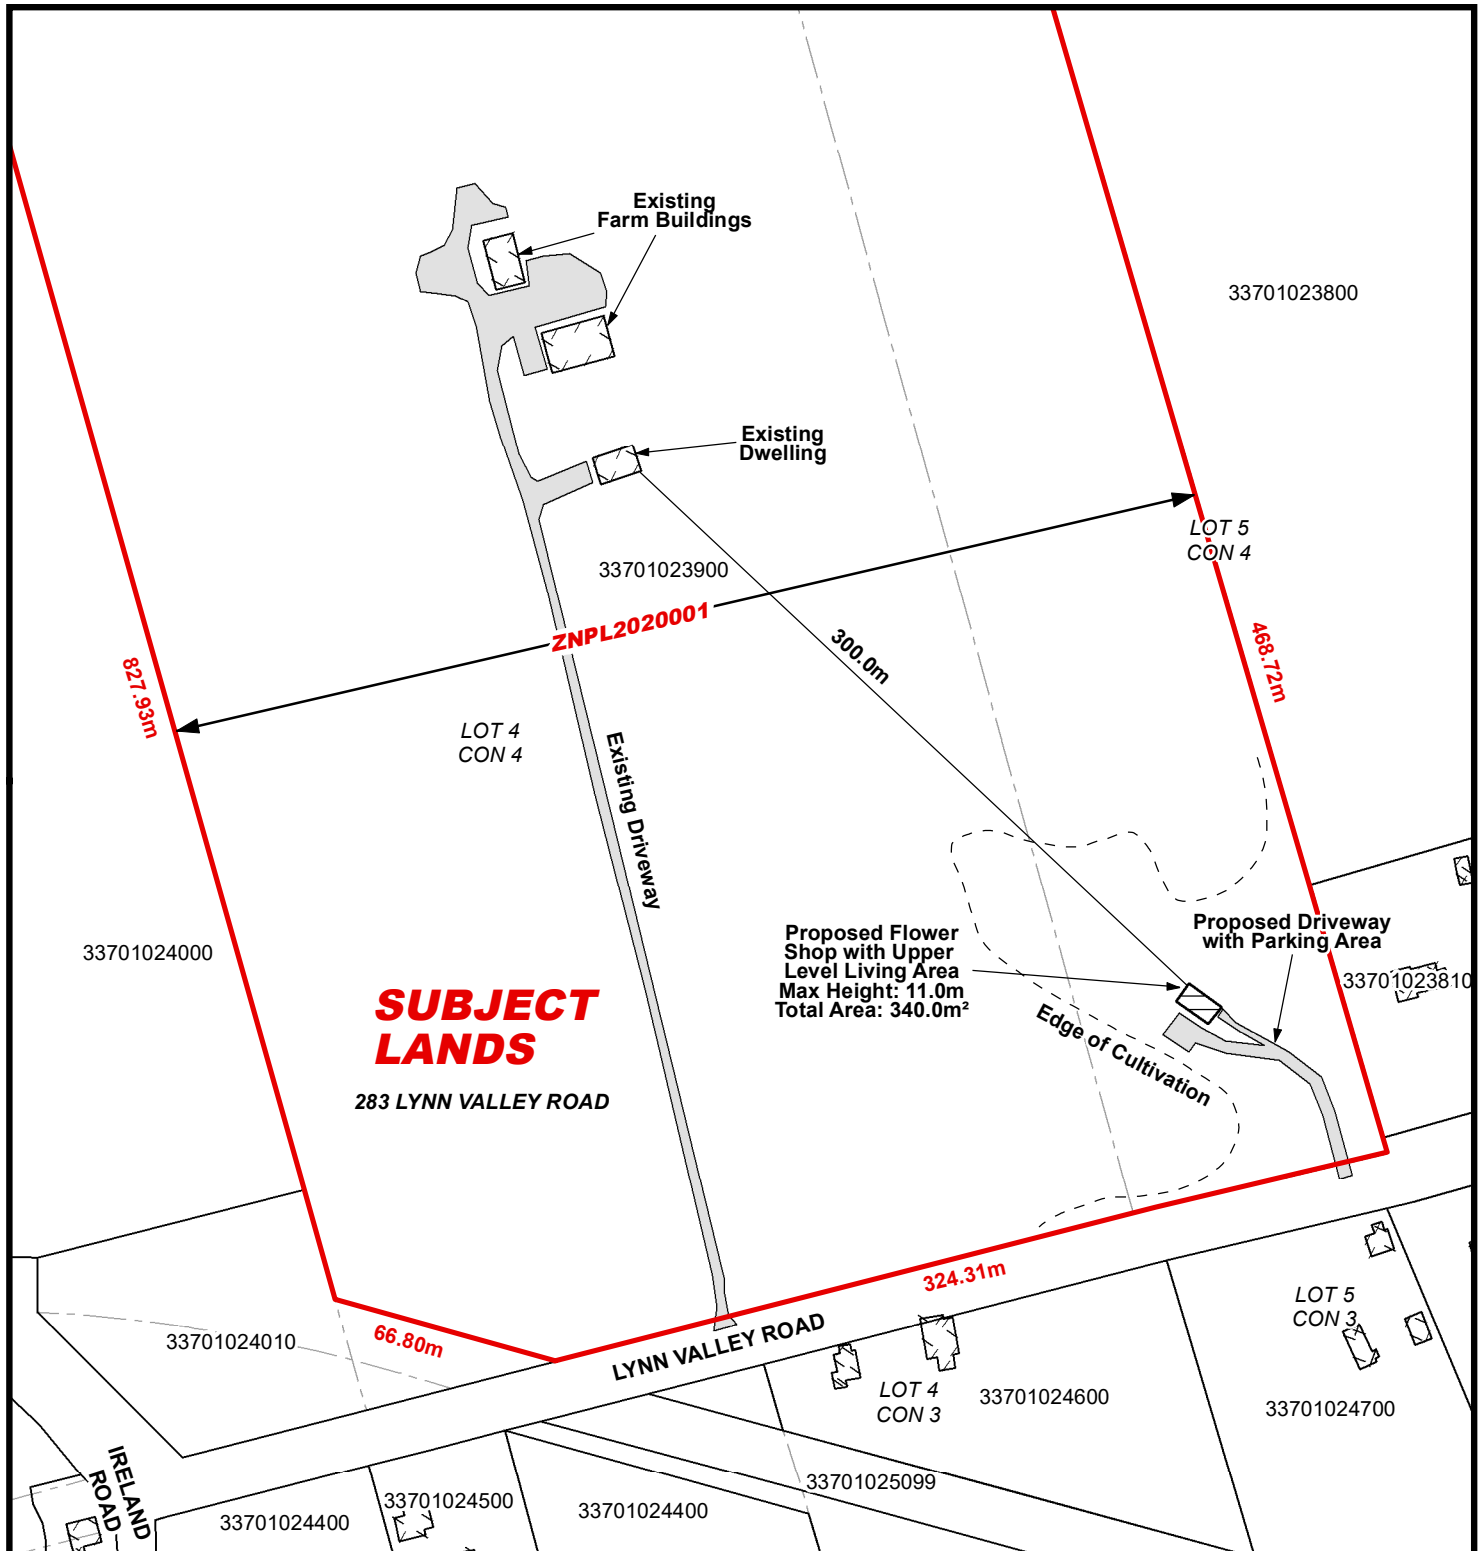 Existing
Farm Buildings
33701023800
Existing
Dwelling
LOT 5
CON 4
33701023900
ZNPL2020001
300.0m
468.72m
827.93m
LOT 4
CON 4
Existing Driveway
Proposed Flower
Shop with Upper
Level Living Area
Max Height: 11.0m
Total Area: 340.0m²
Proposed Driveway
with Parking Area
33701024000
33701023810
SUBJECT
LANDS
283 LYNN VALLEY ROAD
Edge of Cultivation
324.31m
66.80m
33701024010
LYNN VALLEY ROAD
LOT 5
CON 3
LOT 4
CON 3
33701024600
33701024700
IRELAND
ROAD
33701025099
33701024500
33701024400
33701024400